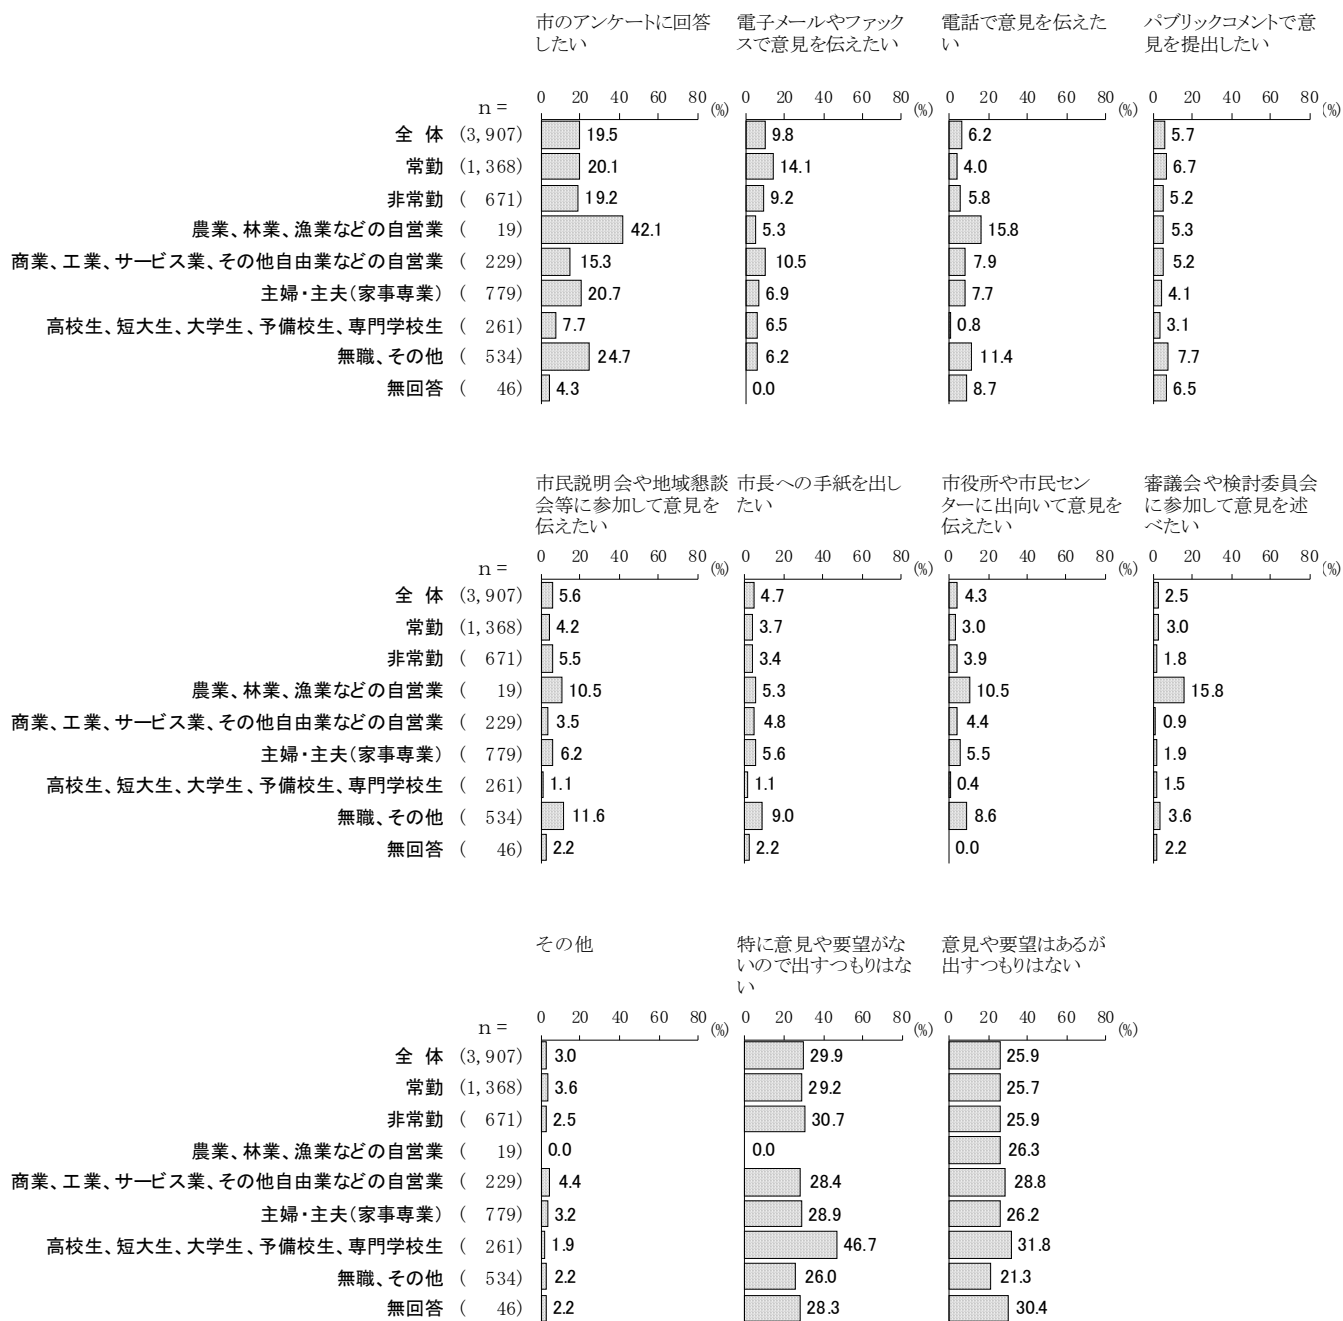 市のアンケートに回答 電子メールやファック 電話で意見を伝えた パブリックコメントで意
したい スで意見を伝えたい い 見を提出したい
n = 0 20 40 60 80 (%) 0 20 40 60 80 (%) 0 20 40 60 80 (%) 0 20 40 60 80 (%)
全 体 (3,907) 19.5 9.8 6.2 5.7
常勤 (1,368) 20.1 14.1 4.0 6.7
非常勤 ( 671) 19.2 9.2 5.8 5.2
農業、林業、漁業などの自営業 ( 19) 42.1 5.3 15.8 5.3
商業、工業、サービス業、その他自由業などの自営業 ( 229) 15.3 10.5 7.9 5.2
主婦・主夫(家事専業) ( 779) 20.7 6.9 7.7 4.1
高校生、短大生、大学生、予備校生、専門学校生 ( 261) 7.7 6.5 0.8 3.1
無職、その他 ( 534) 24.7 6.2 11.4 7.7
無回答 ( 46) 4.3 0.0 8.7 6.5
市民説明会や地域懇談 市長への手紙を出し 市役所や市民セン 審議会や検討委員会
会等に参加して意見を たい ターに出向いて意見を に参加して意見を述
伝えたい 伝えたい べたい
n = 0 20 40 60 80 (%) 0 20 40 60 80 (%) 0 20 40 60 80 (%) 0 20 40 60 80 (%)
全 体 (3,907) 5.6 4.7 4.3 2.5
常勤 (1,368) 4.2 3.7 3.0 3.0
非常勤 ( 671) 5.5 3.4 3.9 1.8
農業、林業、漁業などの自営業 ( 19) 10.5 5.3 10.5 15.8
商業、工業、サービス業、その他自由業などの自営業 ( 229) 3.5 4.8 4.4 0.9
主婦・主夫(家事専業) ( 779) 6.2 5.6 5.5 1.9
高校生、短大生、大学生、予備校生、専門学校生 ( 261) 1.1 1.1 0.4 1.5
無職、その他 ( 534) 11.6 9.0 8.6 3.6
無回答 ( 46) 2.2 2.2 0.0 2.2
その他 特に意見や要望がな 意見や要望はあるが
いので出すつもりはな 出すつもりはない
い
n = 0 20 40 60 80 (%) 0 20 40 60 80 (%) 0 20 40 60 80 (%)
全 体 (3,907) 3.0 29.9 25.9
常勤 (1,368) 3.6 29.2 25.7
非常勤 ( 671) 2.5 30.7 25.9
農業、林業、漁業などの自営業 ( 19) 0.0 0.0 26.3
商業、工業、サービス業、その他自由業などの自営業 ( 229) 4.4 28.4 28.8
主婦・主夫(家事専業) ( 779) 3.2 28.9 26.2
高校生、短大生、大学生、予備校生、専門学校生 ( 261) 1.9 46.7 31.8
無職、その他 ( 534) 2.2 26.0 21.3
無回答 ( 46) 2.2 28.3 30.4